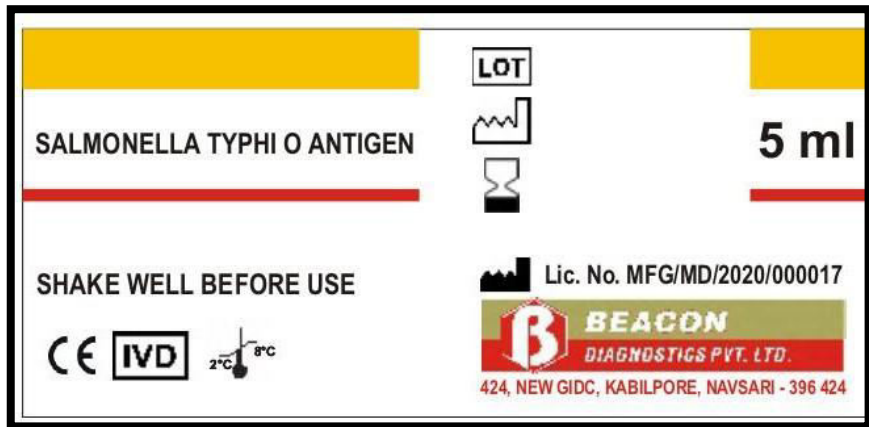 LOT
SALMONELLA TYPHI O ANTIGEN
5 ml
SHAKE WELL BEFORE USE
Lic. No. MFG/MD/2020/000017
BEACON
DIAGNOSTICS PVT. LTD.
CE IVD 2°C 8°C
424, NEW GIDC, KABILPORE, NAVSARI - 396 424